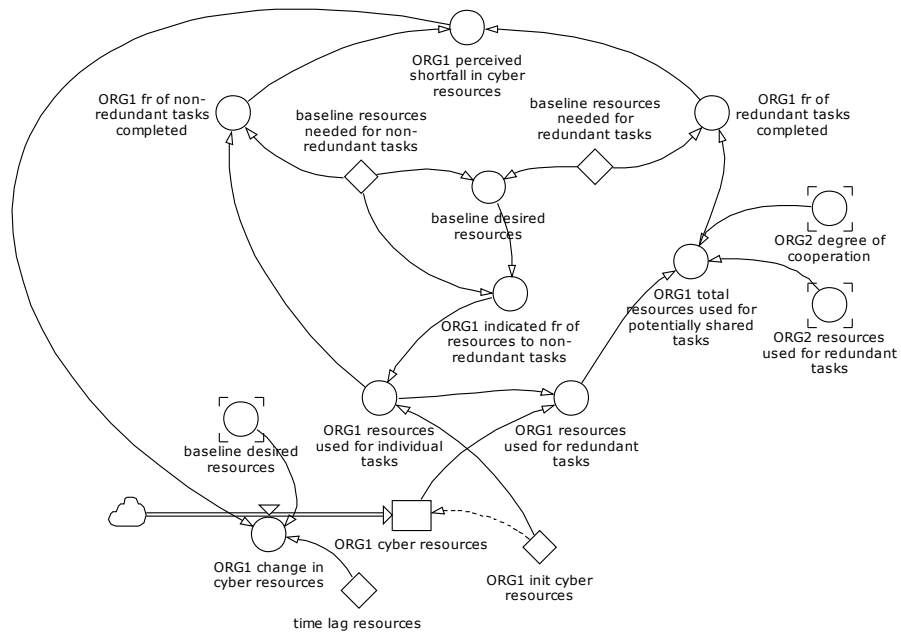 ORG1 perceived
shortfall in cyber
resources
ORG1 fr of non-
redundant tasks
completed
baseline resources
needed for non-
redundant tasks
baseline resources
needed for
redundant tasks
ORG1 fr of
redundant tasks
completed
baseline desired
resources
ORG2 degree of
cooperation
ORG1 total
resources used for
potentially shared
tasks
ORG2 resources
used for redundant
tasks
ORG1 indicated fr of
resources to non-
redundant tasks
ORG1 resources
used for individual
tasks
ORG1 resources
used for redundant
tasks
baseline desired
resources
ORG1 cyber resources
ORG1 change in
cyber resources
ORG1 init cyber
resources
time lag resources